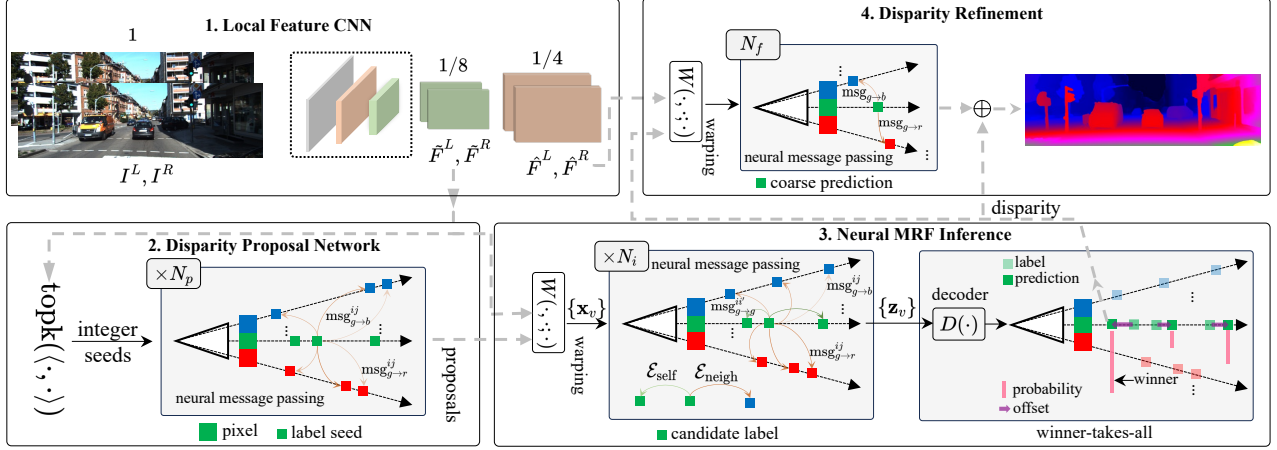 1. Local Feature CNN
1
1/8
1/4
I^L, I^R
F̃^L, F̃^R
F̂^L, F̂^R
4. Disparity Refinement
N_f
W(·,·;·)
warping
msg_{g→b}
msg_{g→r}
neural message passing
coarse prediction
disparity
2. Disparity Proposal Network
×N_p
topk(⟨·,·⟩)
integer
seeds
msg^{ij}_{g→b}
msg^{ij}_{g→r}
neural message passing
pixel
label seed
proposals
3. Neural MRF Inference
W(·,·;·)
{x_v}
warping
×N_i
neural message passing
msg^{ii'}_{g→g}
msg^{ij}_{g→b}
msg^{ij}_{g→r}
ℰ_self
ℰ_neigh
candidate label
{z_v}
decoder
D(·)
label
prediction
probability
winner
offset
winner-takes-all